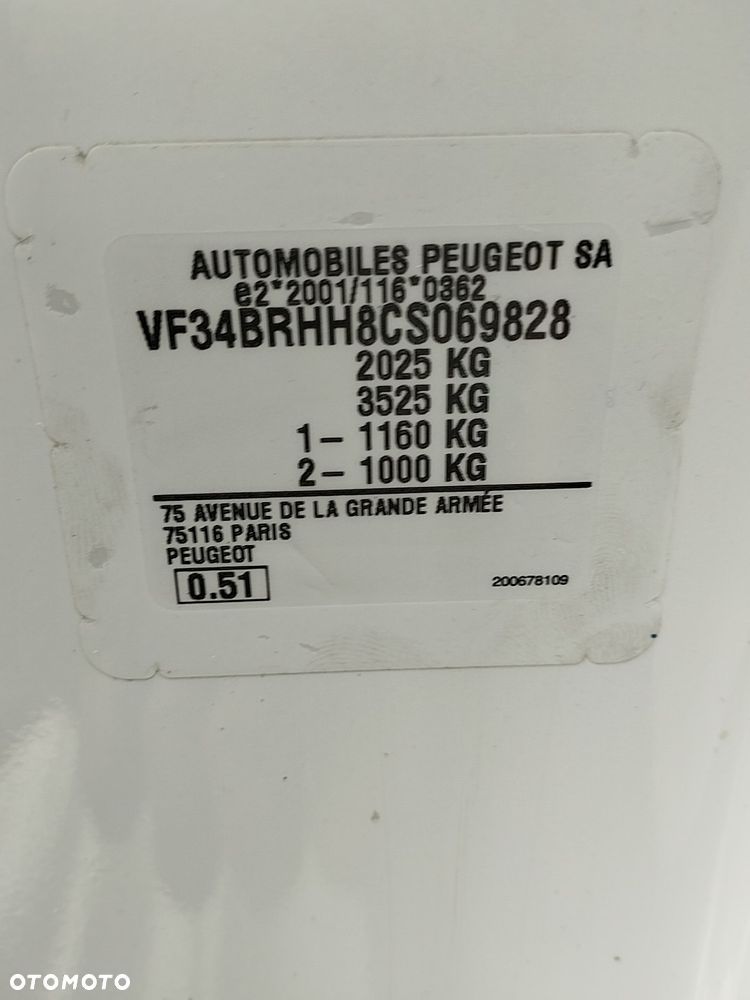 AUTOMOBILES PEUGEOT SA
e2*2001/116*0362
VF34BRHH8CS069828
2025 KG
3525 KG
1– 1160 KG
2– 1000 KG
75 AVENUE DE LA GRANDE ARMÉE
75116 PARIS
PEUGEOT
0.51 200678109
OTOMOTO